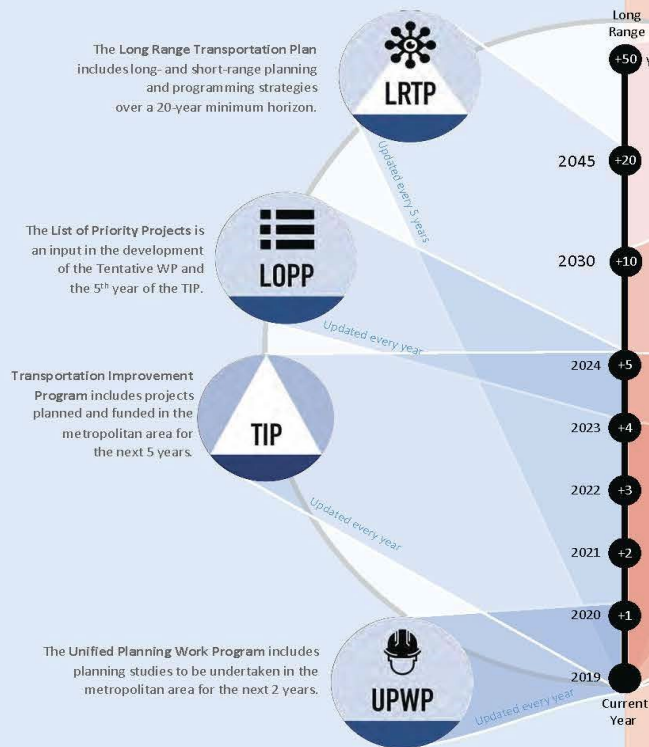 The Long Range Transportation Plan
includes long- and short-range planning
and programming strategies
over a 20-year minimum horizon.
LRTP
Updated every 5 years
The List of Priority Projects is
an input in the development
of the Tentative WP and
the 5th year of the TIP.
LOPP
Updated every year
Transportation Improvement
Program includes projects
planned and funded in the
metropolitan area for
the next 5 years.
TIP
Updated every year
The Unified Planning Work Program includes
planning studies to be undertaken in the
metropolitan area for the next 2 years.
UPWP
Updated every year
Long
Range
+50
2045 +20
2030 +10
2024 +5
2023 +4
2022 +3
2021 +2
2020 +1
2019
Current
Year